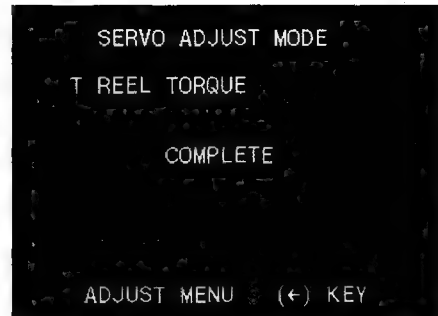 SERVO ADJUST MODE
T REEL TORQUE
COMPLETE
ADJUST MENU (←) KEY